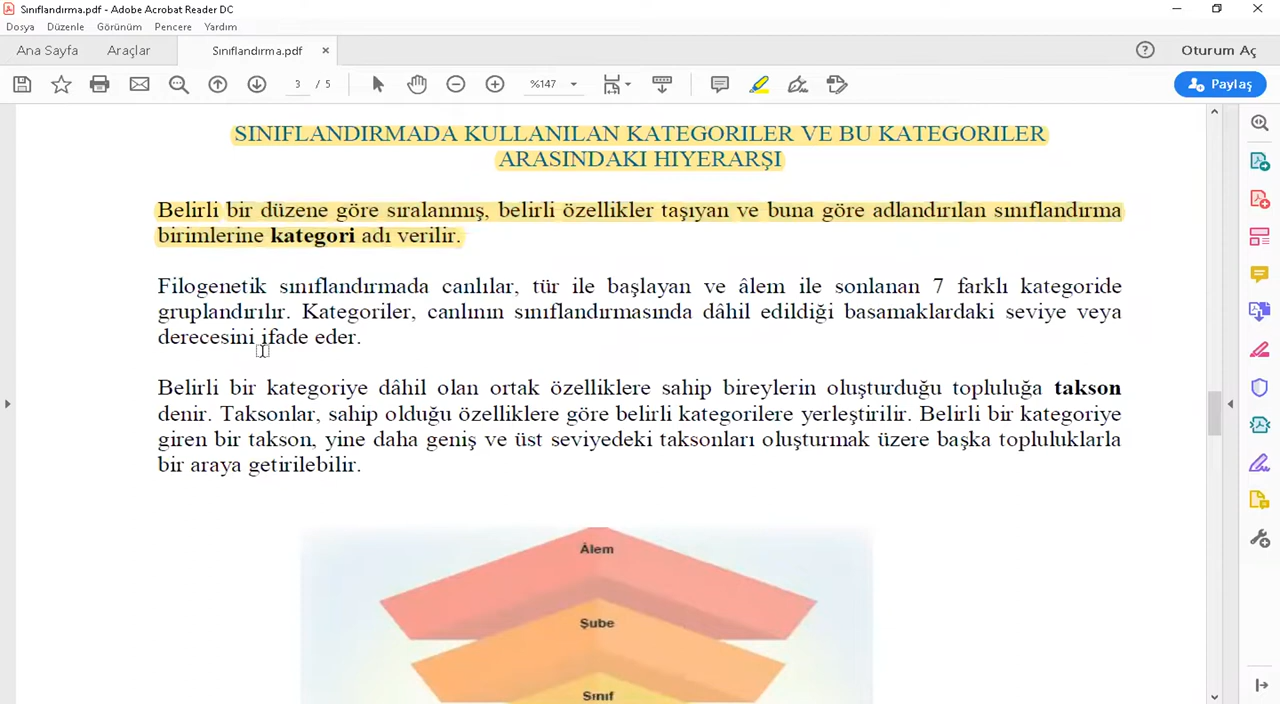 Sınıflandırma.pdf - Adobe Acrobat Reader DC
Dosya Düzenle Görünüm Pencere Yardım
Ana Sayfa Araçlar Sınıflandırma.pdf × Oturum Aç
3 / 5 %147 Paylaş
SINIFLANDIRMADA KULLANILAN KATEGORILER VE BU KATEGORILER
ARASINDAKI HIYERARŞI
Belirli bir düzene göre sıralanmış, belirli özellikler taşıyan ve buna göre adlandırılan sınıflandırma
birimlerine kategori adı verilir.
Filogenetik sınıflandırmada canlılar, tür ile başlayan ve âlem ile sonlanan 7 farklı kategoride
gruplandırılır. Kategoriler, canlının sınıflandırmasında dâhil edildiği basamaklardaki seviye veya
derecesini ifade eder.
Belirli bir kategoriye dâhil olan ortak özelliklere sahip bireylerin oluşturduğu topluluğa takson
denir. Taksonlar, sahip olduğu özelliklere göre belirli kategorilere yerleştirilir. Belirli bir kategoriye
giren bir takson, yine daha geniş ve üst seviyedeki taksonları oluşturmak üzere başka topluluklarla
bir araya getirilebilir.
Âlem
Şube
Sınıf